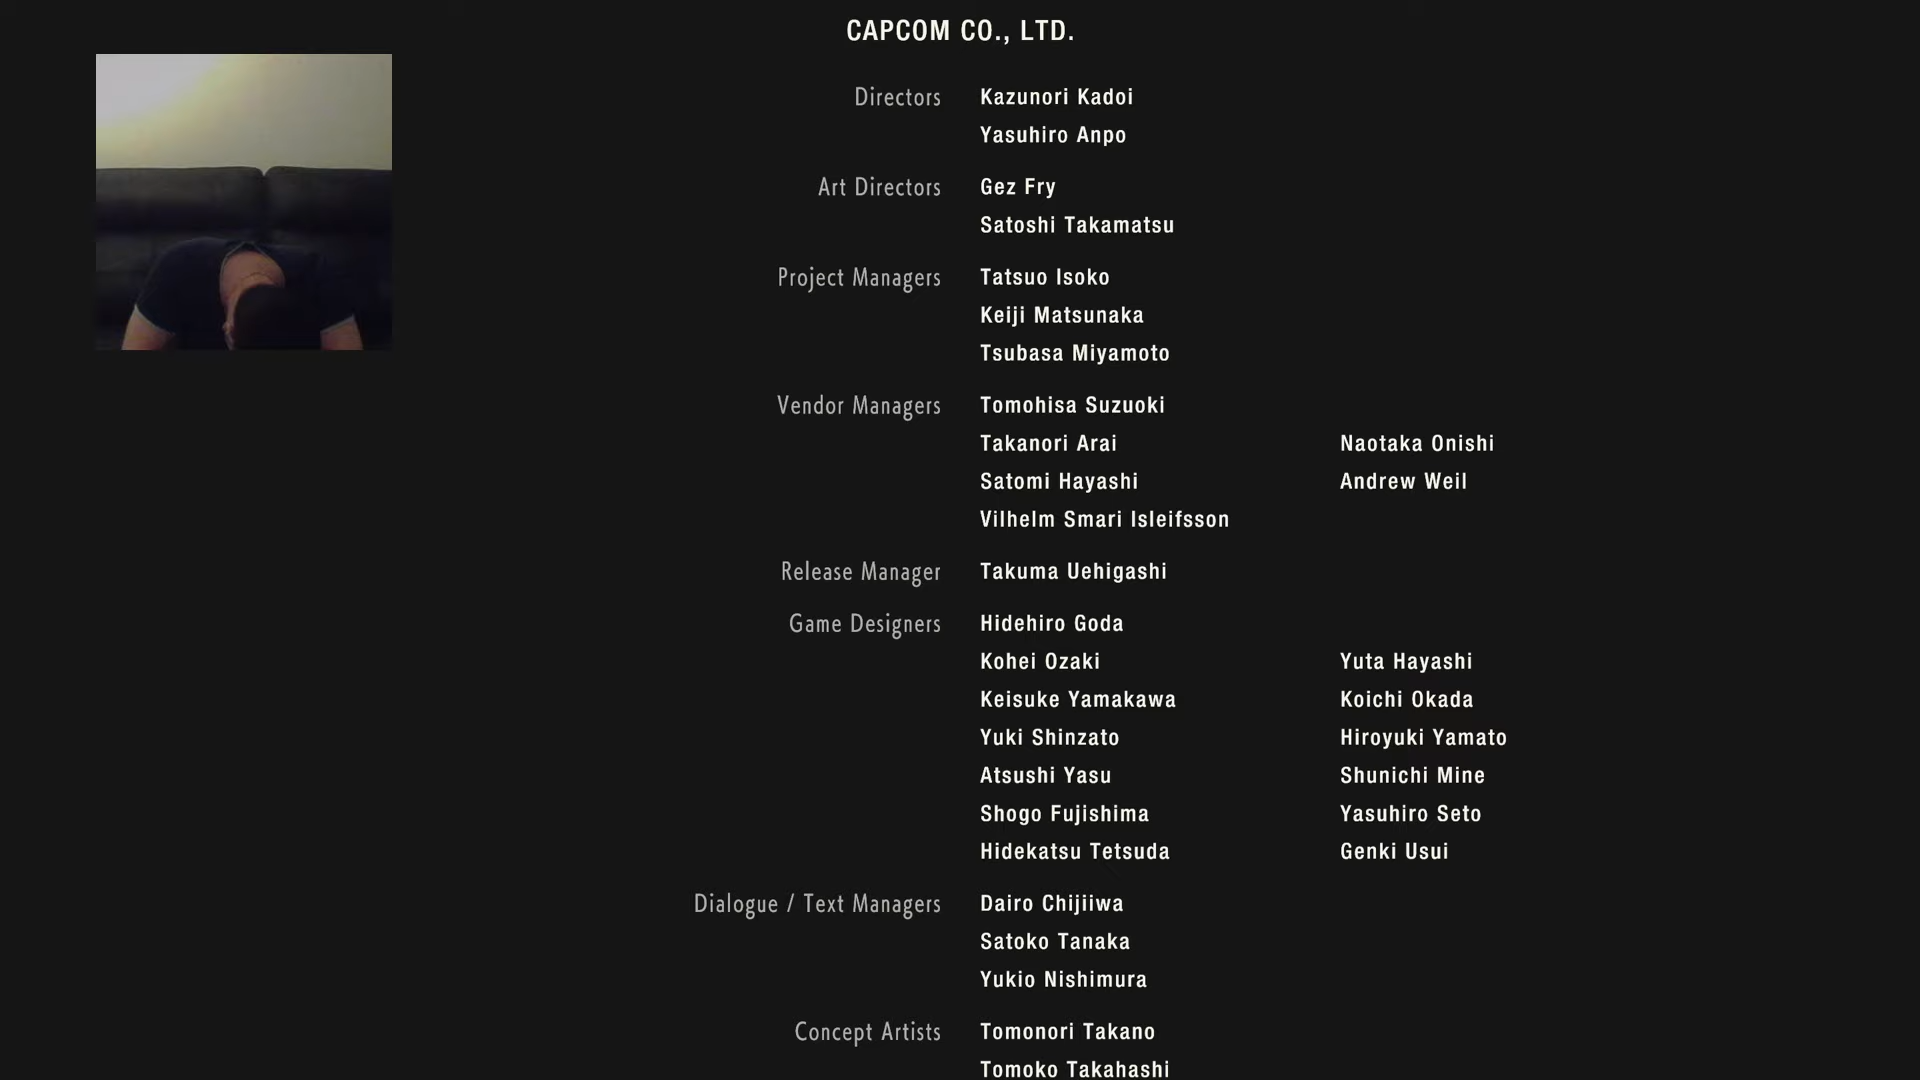 CAPCOM CO., LTD.
Directors Kazunori Kadoi
Yasuhiro Anpo
Art Directors Gez Fry
Satoshi Takamatsu
Project Managers Tatsuo Isoko
Keiji Matsunaka
Tsubasa Miyamoto
Vendor Managers Tomohisa Suzuoki
Takanori Arai Naotaka Onishi
Satomi Hayashi Andrew Weil
Vilhelm Smari Isleifsson
Release Manager Takuma Uehigashi
Game Designers Hidehiro Goda
Kohei Ozaki Yuta Hayashi
Keisuke Yamakawa Koichi Okada
Yuki Shinzato Hiroyuki Yamato
Atsushi Yasu Shunichi Mine
Shogo Fujishima Yasuhiro Seto
Hidekatsu Tetsuda Genki Usui
Dialogue / Text Managers Dairo Chijiiwa
Satoko Tanaka
Yukio Nishimura
Concept Artists Tomonori Takano
Tomoko Takahashi